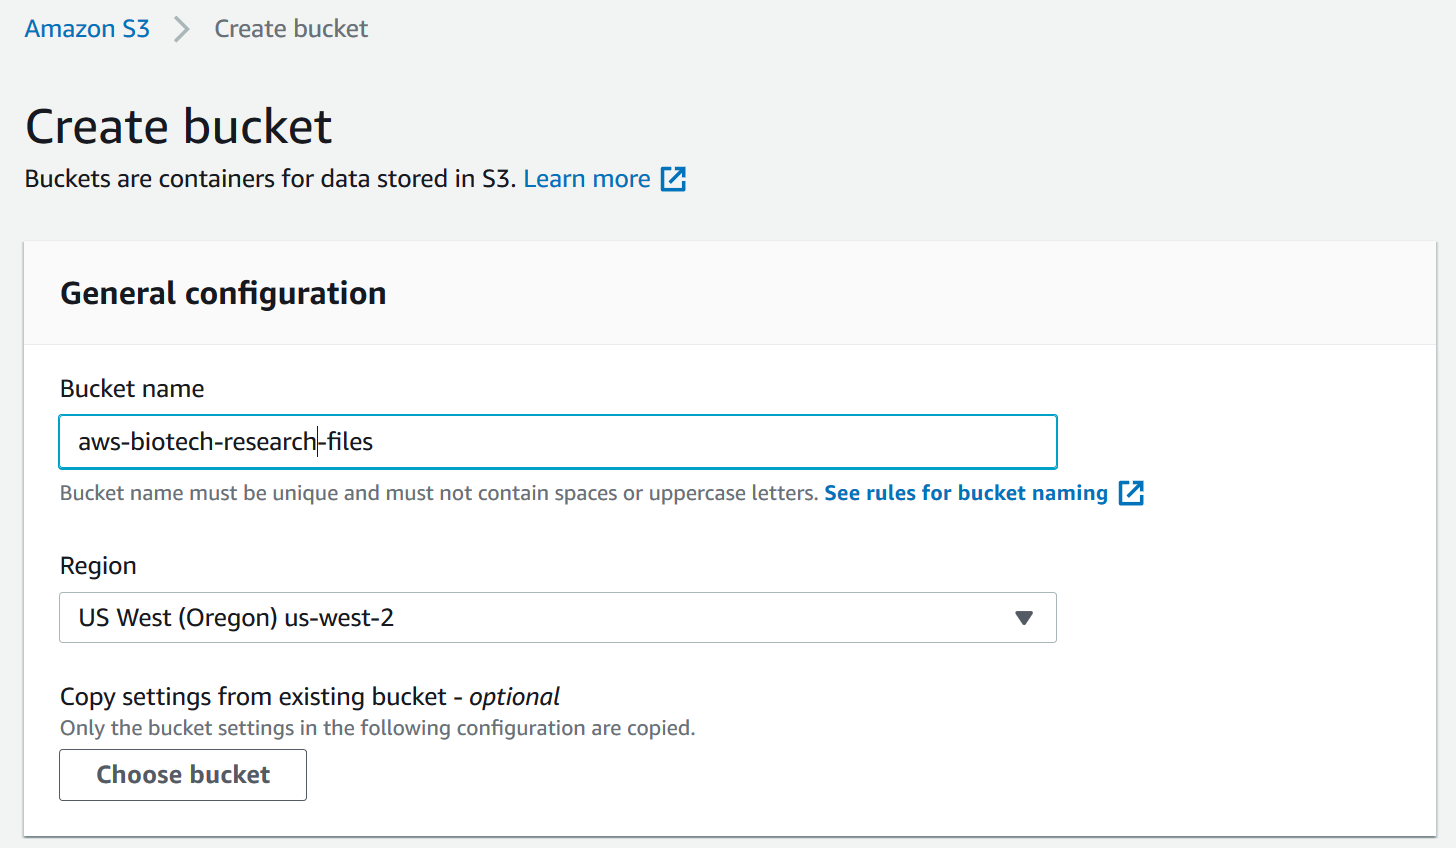 Amazon S3 > Create bucket
Create bucket
Buckets are containers for data stored in S3. Learn more
General configuration
Bucket name
aws-biotech-research-files
Bucket name must be unique and must not contain spaces or uppercase letters. See rules for bucket naming
Region
US West (Oregon) us-west-2
Copy settings from existing bucket - optional
Only the bucket settings in the following configuration are copied.
Choose bucket